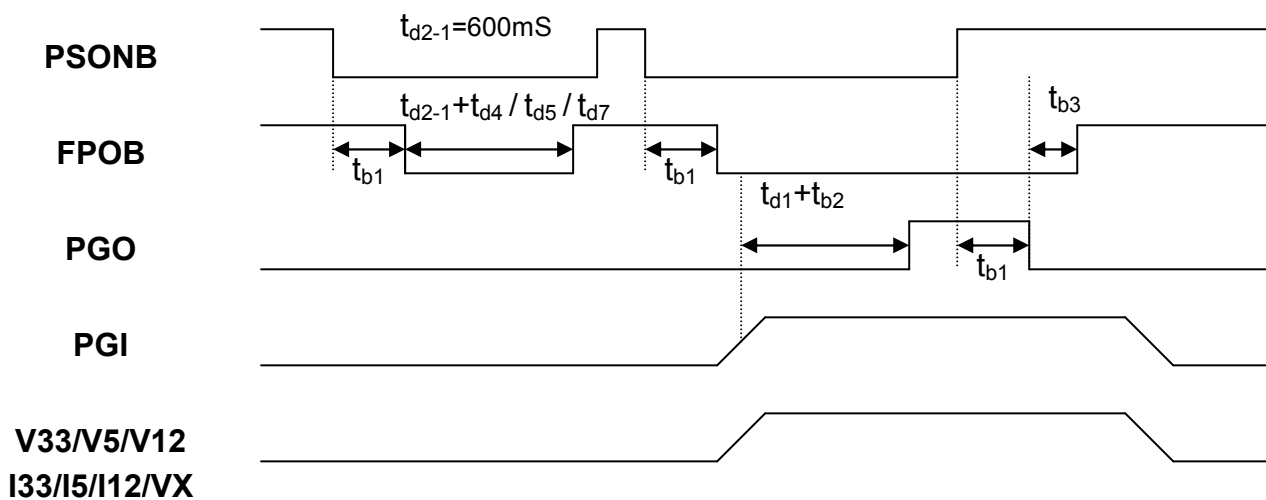 t_d2-1=600mS
PSONB
t_d2-1+t_d4 / t_d5 / t_d7
t_b3
FPOB
t_b1
t_b1
t_d1+t_b2
PGO
t_b1
PGI
V33/V5/V12
I33/I5/I12/VX